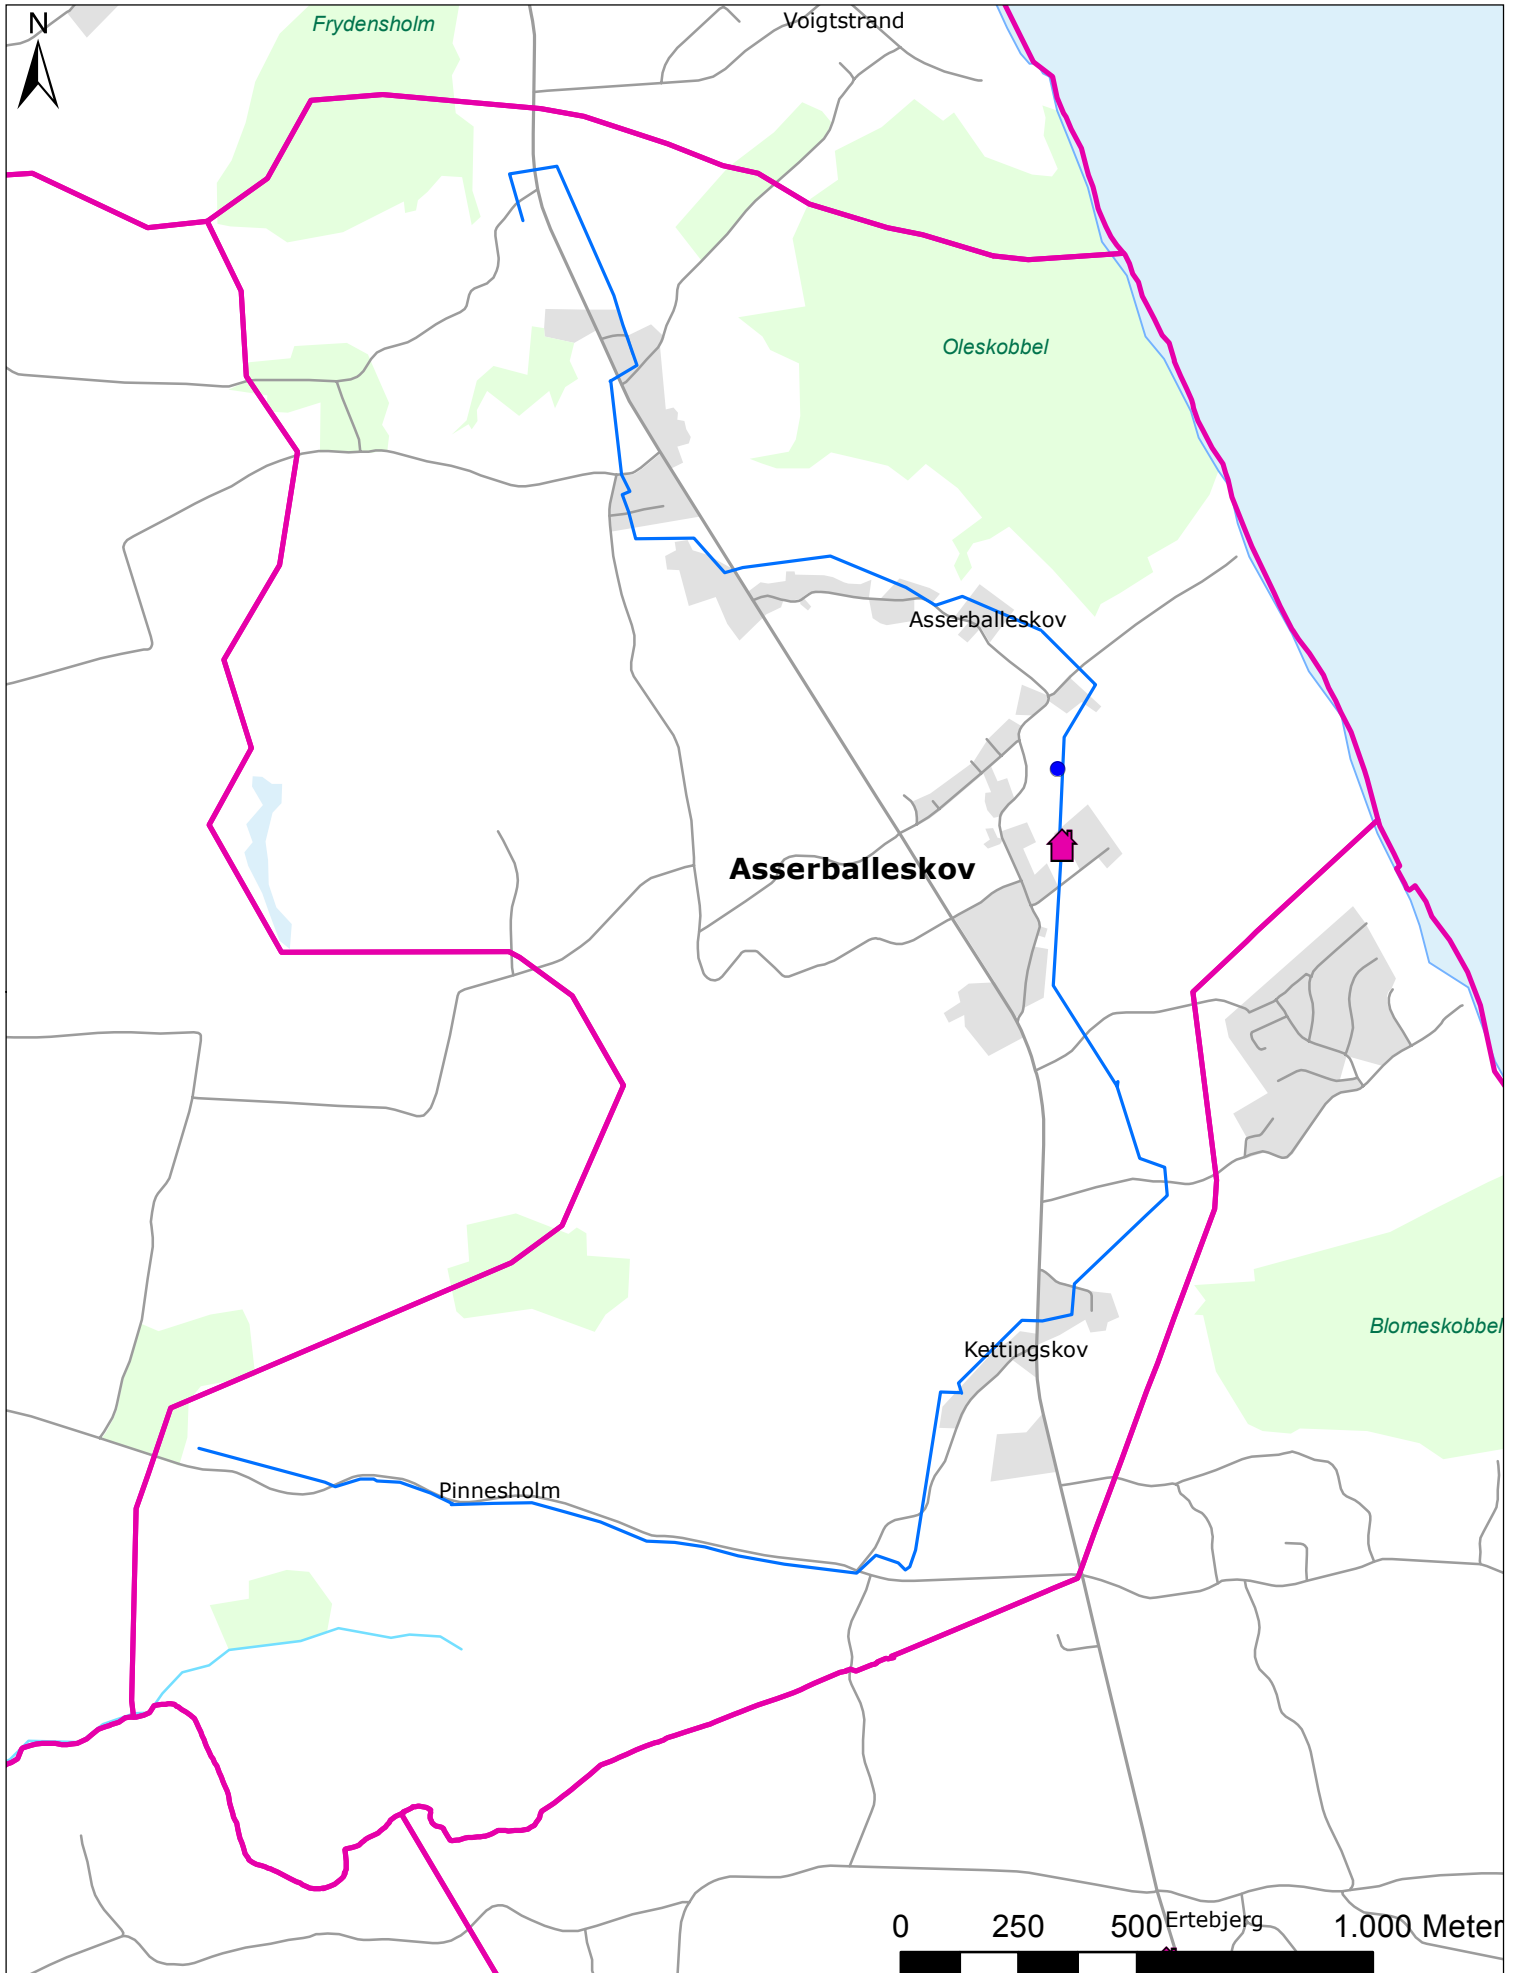 N
Frydensholm
Voigtstrand
Oleskobbel
Asserballeskov
Asserballeskov
Blomeskobbel
Kettingskov
Pinnesholm
Ertebjerg
0 250 500 1.000 Meter